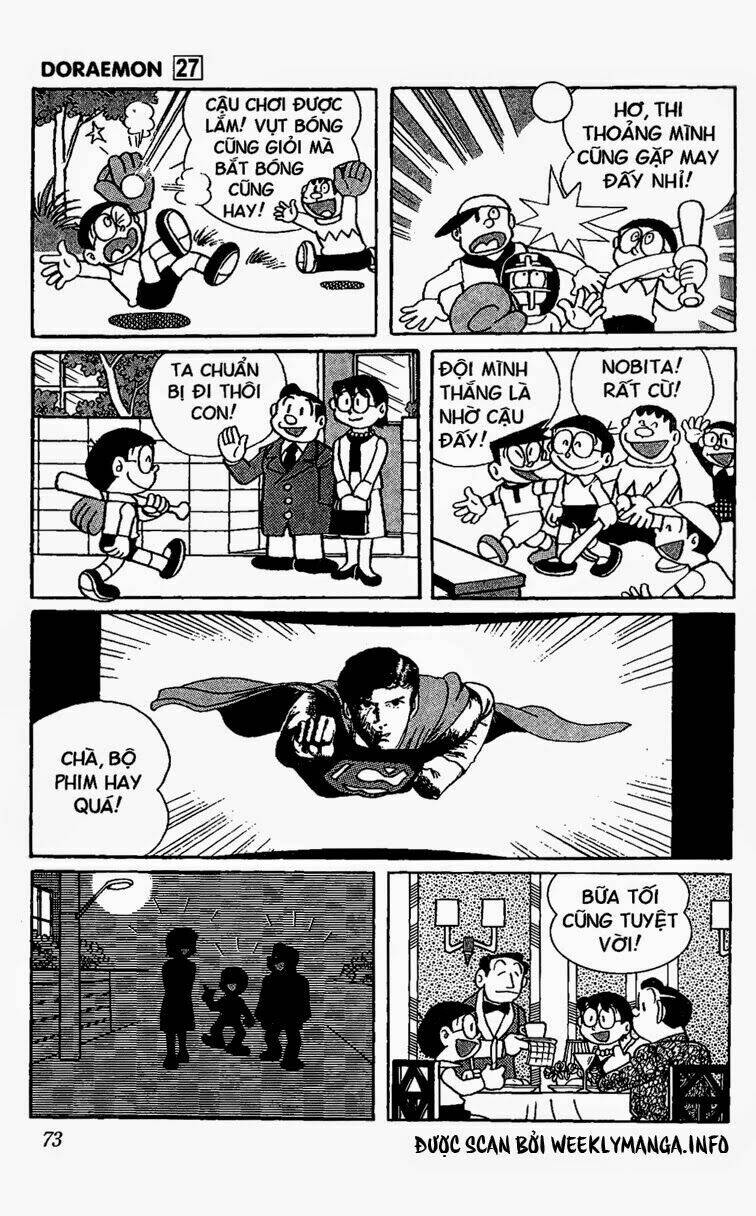 DORAEMON 27
HƠ, THI
THOẢNG MÌNH
CŨNG GẶP MAY
ĐẤY NHỈ!
CẬU CHƠI ĐƯỢC
LẮM! VỤT BÓNG
CŨNG GIỎI MÀ
BẮT BÓNG
CŨNG
HAY!
NOBITA!
RẤT CỪ!
ĐỘI MÌNH
THẮNG LÀ
NHỜ CẬU
ĐẤY!
TA CHUẨN
BỊ ĐI THÔI
CON!
CHÀ, BỘ
PHIM HAY
QUÁ!
BỮA TỐI
CŨNG TUYỆT
VỜI!
73
ĐƯỢC SCAN BỞI WEEKLYMANGA.INFO